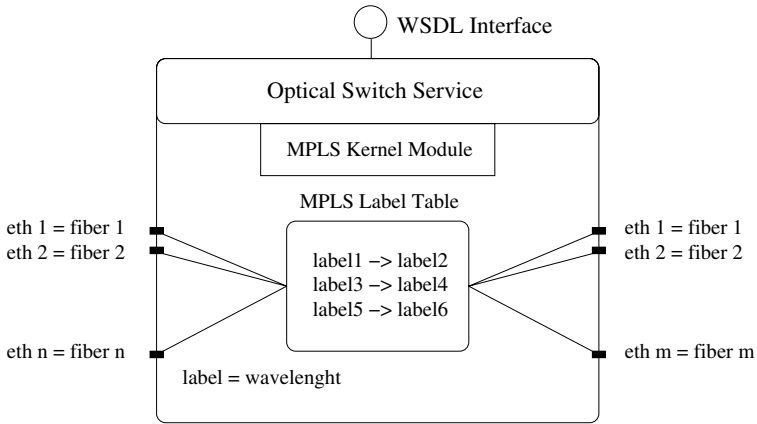 WSDL Interface
Optical Switch Service
MPLS Kernel Module
MPLS Label Table
eth 1 = fiber 1
eth 2 = fiber 2
eth n = fiber n
label1 −> label2
label3 −> label4
label5 −> label6
eth 1 = fiber 1
eth 2 = fiber 2
eth m = fiber m
label = wavelenght